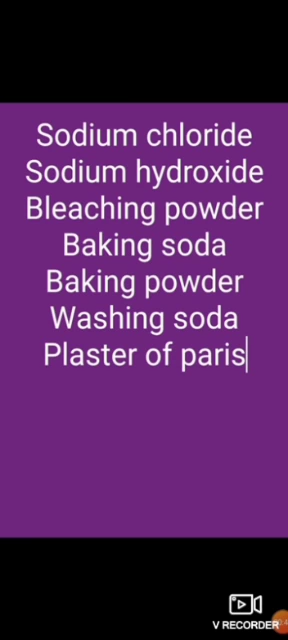 Sodium chloride
Sodium hydroxide
Bleaching powder
Baking soda
Baking powder
Washing soda
Plaster of paris
V RECORDER